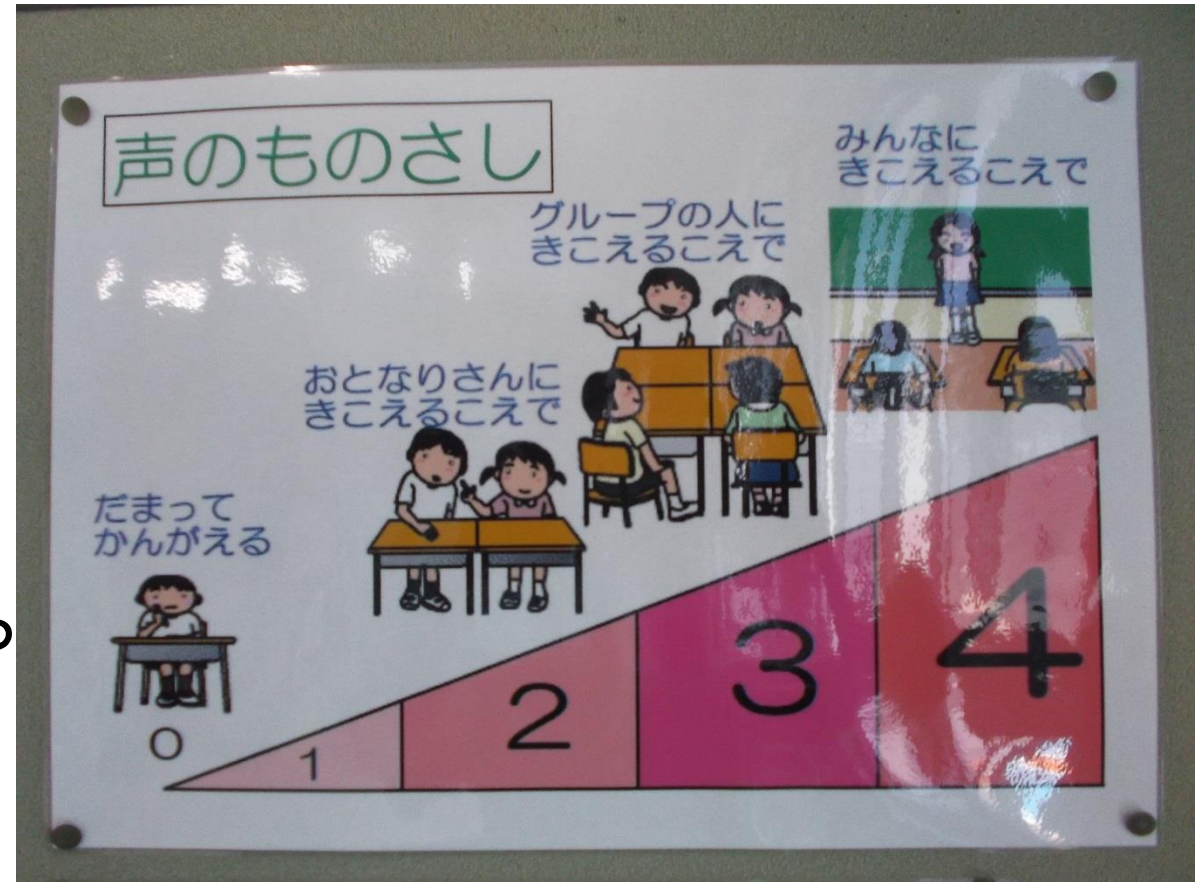 声のものさし
みんなに
きこえるこえで
グループの人に
きこえるこえで
おとなりさんに
きこえるこえで
だまって
かんがえる
0
1
2
3
4